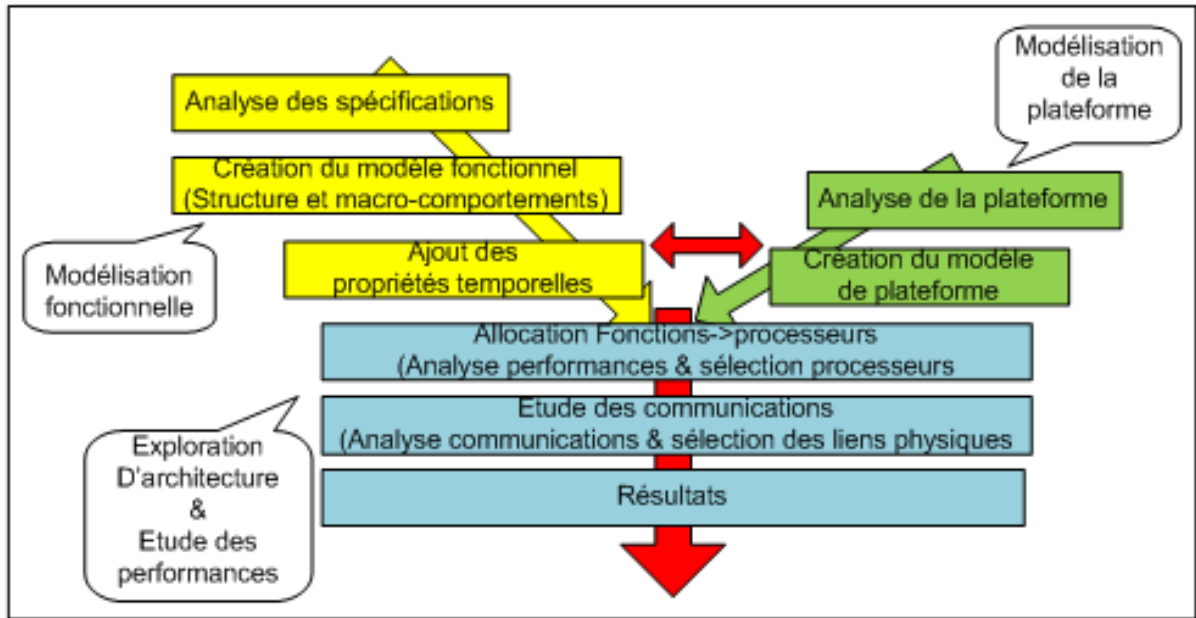 Modélisation
de la
plateforme
Analyse des spécifications
Création du modèle fonctionnel
(Structure et macro-comportements)
Analyse de la plateforme
Modélisation
fonctionnelle
Ajout des
propriétés temporelles
Création du modèle
de plateforme
Allocation Fonctions->processeurs
(Analyse performances & sélection processeurs
Etude des communications
(Analyse communications & sélection des liens physiques
Exploration
D'architecture
&
Etude des
performances
Résultats